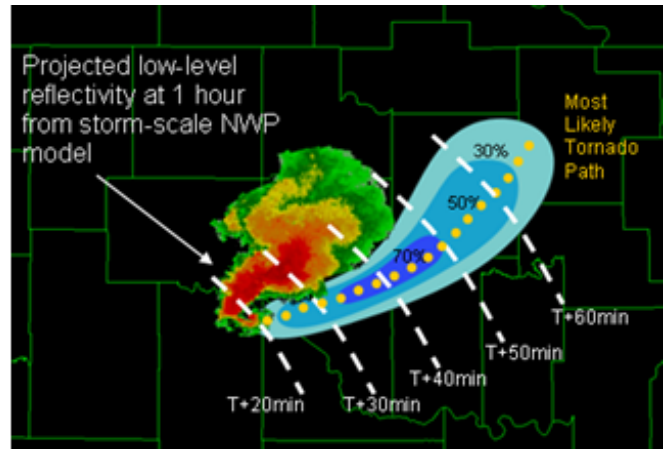 Projected low-level
reflectivity at 1 hour
from storm-scale NWP
model
Most
Likely
Tornado
Path
30%
50%
70%
T+60min
T+50min
T+40min
T+30min
T+20min